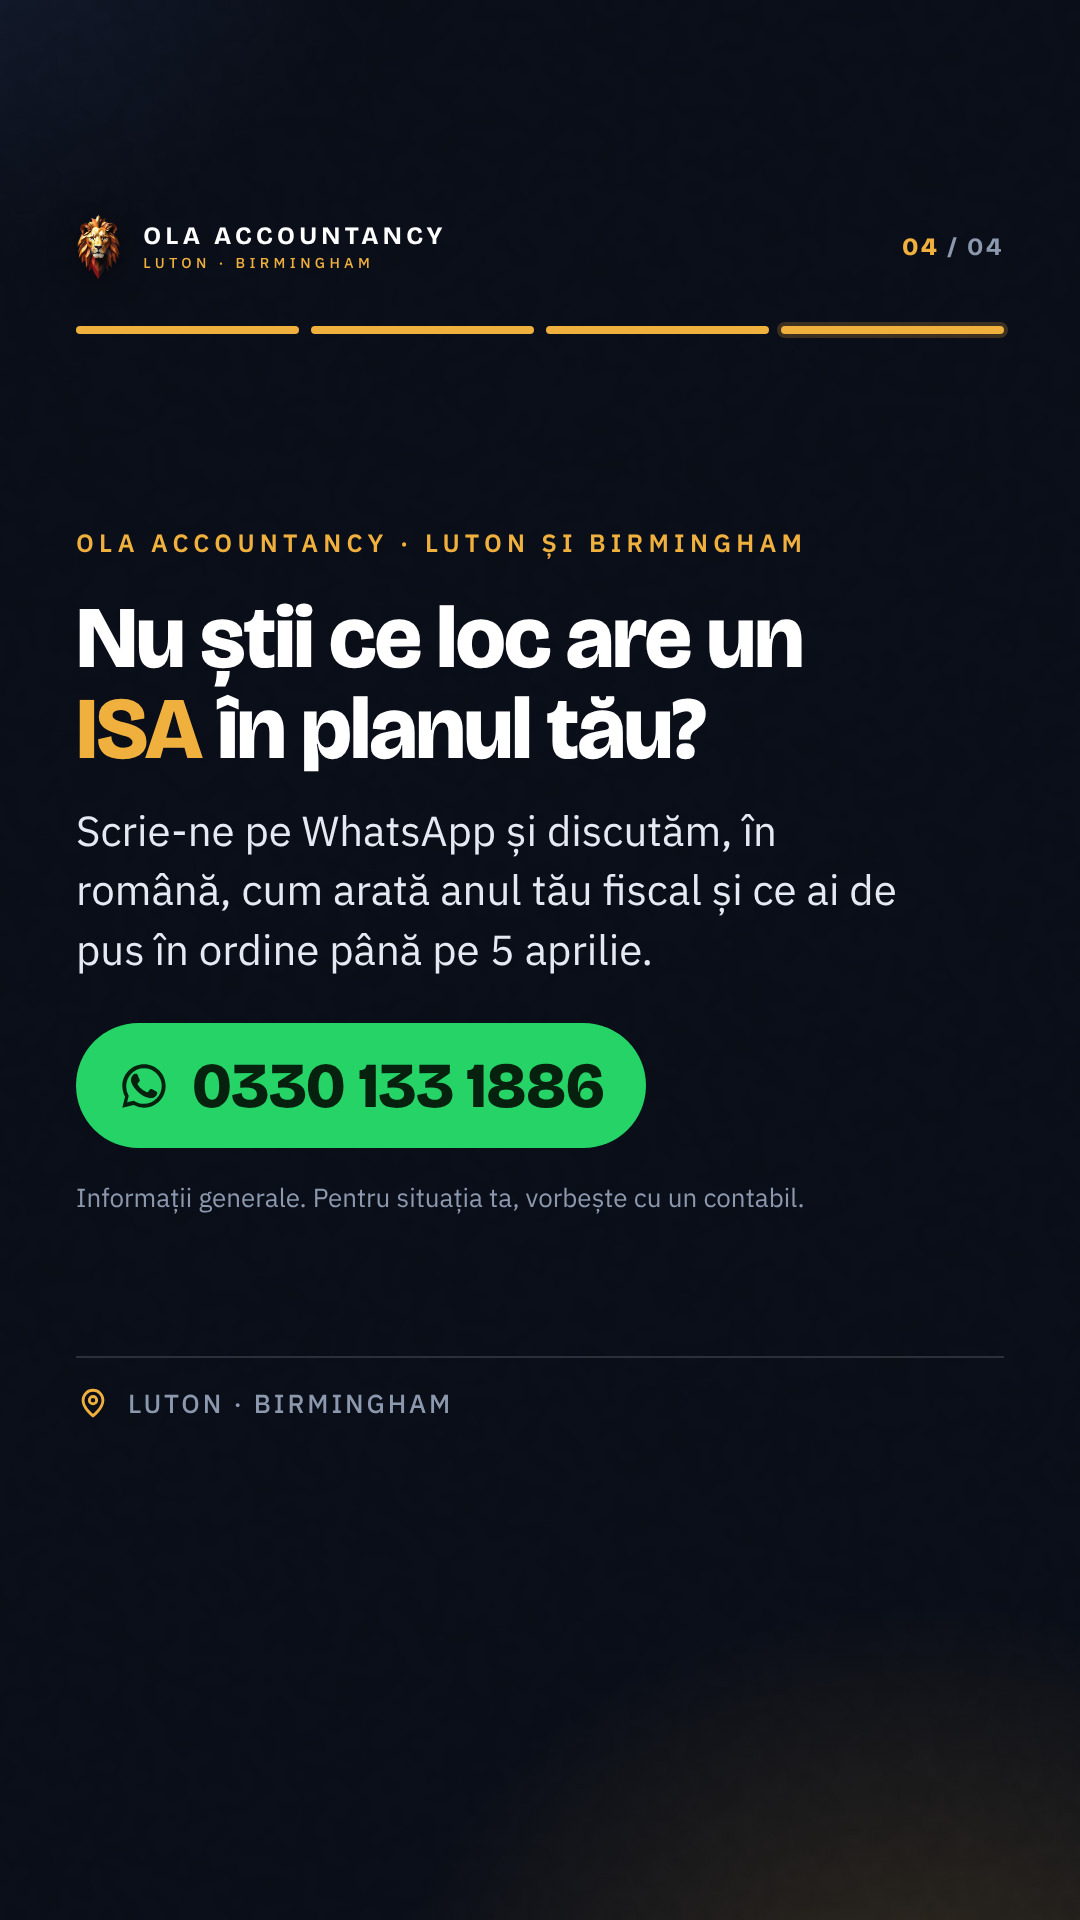 OLA ACCOUNTANCY
LUTON · BIRMINGHAM
04 / 04
OLA ACCOUNTANCY · LUTON ȘI BIRMINGHAM
Nu știi ce loc are un
ISA în planul tău?
Scrie-ne pe WhatsApp și discutăm, în
română, cum arată anul tău fiscal și ce ai de
pus în ordine până pe 5 aprilie.
0330 133 1886
Informații generale. Pentru situația ta, vorbește cu un contabil.
LUTON · BIRMINGHAM